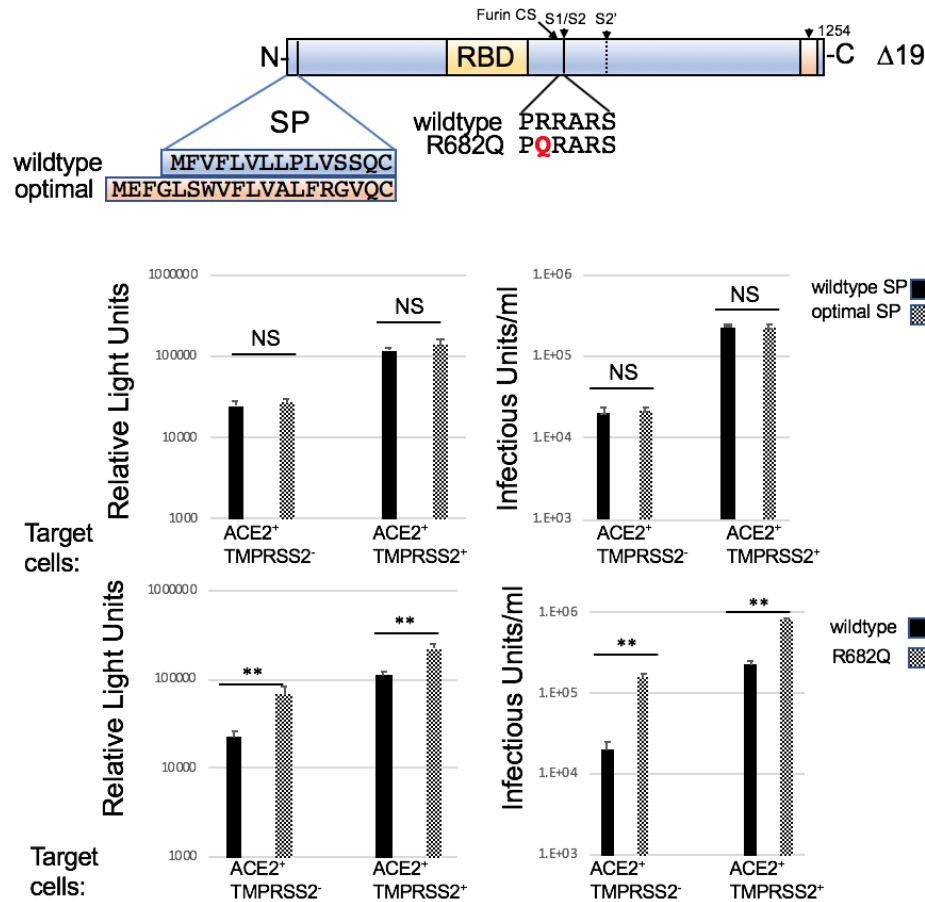 Furin CS S1/S2 S2' 1254
N- RBD -C Δ19
SP
wildtype PRRARS
R682Q PQRARS
wildtype MFVFLVLLPLVSSQC
optimal MEFGLSWVFLVALFRGVQC
Relative Light Units
1000000
100000
10000
1000
NS
NS
Target cells:
ACE2⁺ TMPRSS2⁻
ACE2⁺ TMPRSS2⁺
Infectious Units/ml
1.E+06
1.E+05
1.E+04
1.E+03
NS
NS
ACE2⁺ TMPRSS2⁻
ACE2⁺ TMPRSS2⁺
wildtype SP
optimal SP
Relative Light Units
1000000
100000
10000
1000
**
**
Target cells:
ACE2⁺ TMPRSS2⁻
ACE2⁺ TMPRSS2⁺
Infectious Units/ml
1.E+06
1.E+05
1.E+04
1.E+03
**
**
ACE2⁺ TMPRSS2⁻
ACE2⁺ TMPRSS2⁺
wildtype
R682Q